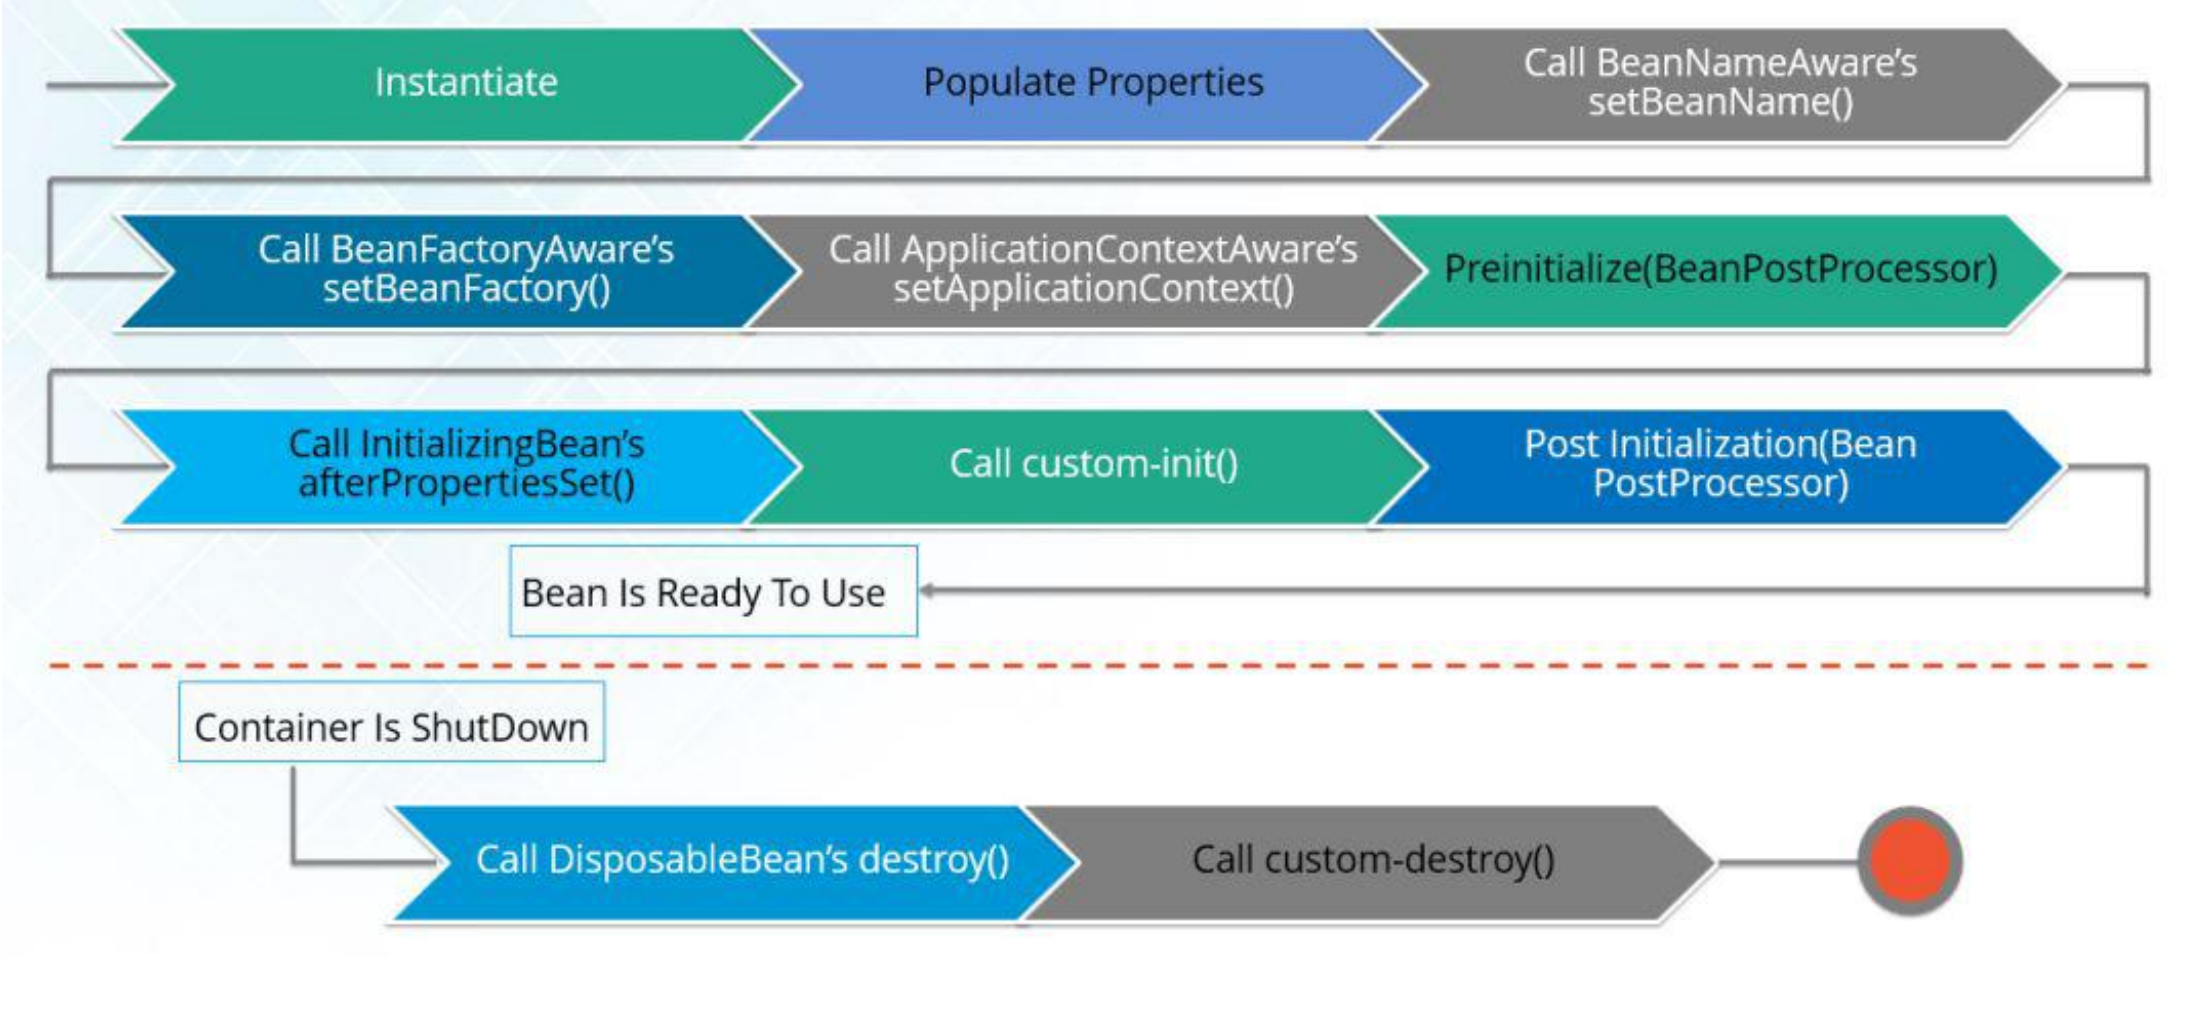 Instantiate
Populate Properties
Call BeanNameAware's
setBeanName()
Call BeanFactoryAware's
setBeanFactory()
Call ApplicationContextAware's
setApplicationContext()
Preinitialize(BeanPostProcessor)
Call InitializingBean's
afterPropertiesSet()
Call custom-init()
Post Initialization(Bean
PostProcessor)
Bean Is Ready To Use
Container Is ShutDown
Call DisposableBean's destroy()
Call custom-destroy()